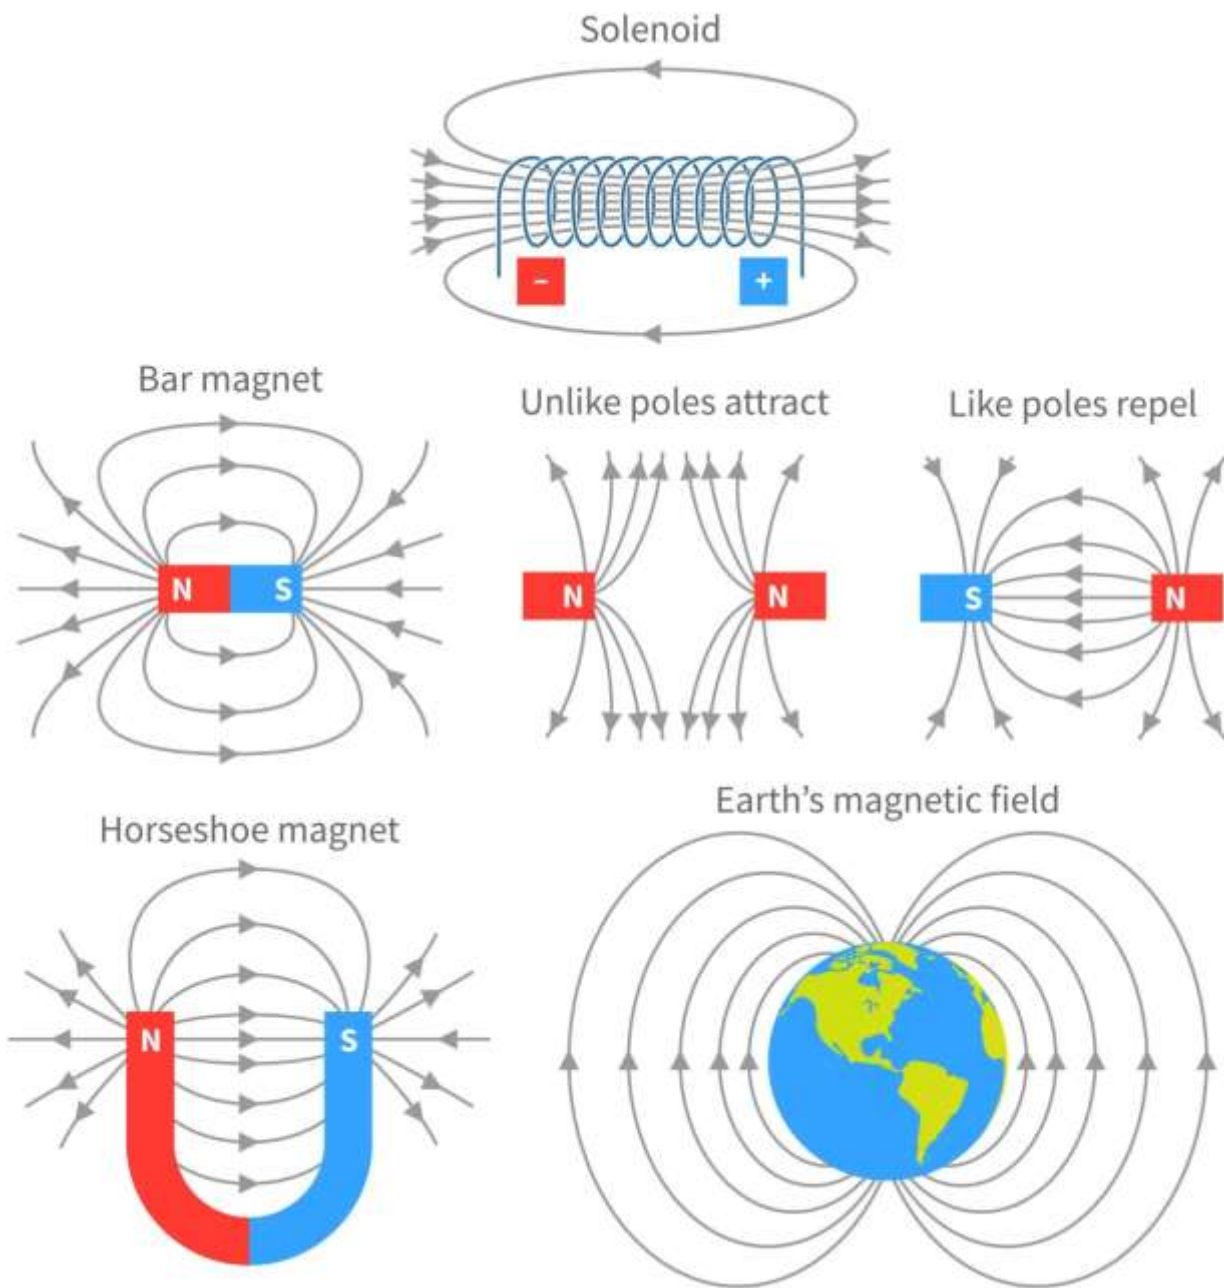 Solenoid
-
+
Bar magnet
N S
Unlike poles attract
N N
Like poles repel
S N
Horseshoe magnet
N S
Earth's magnetic field